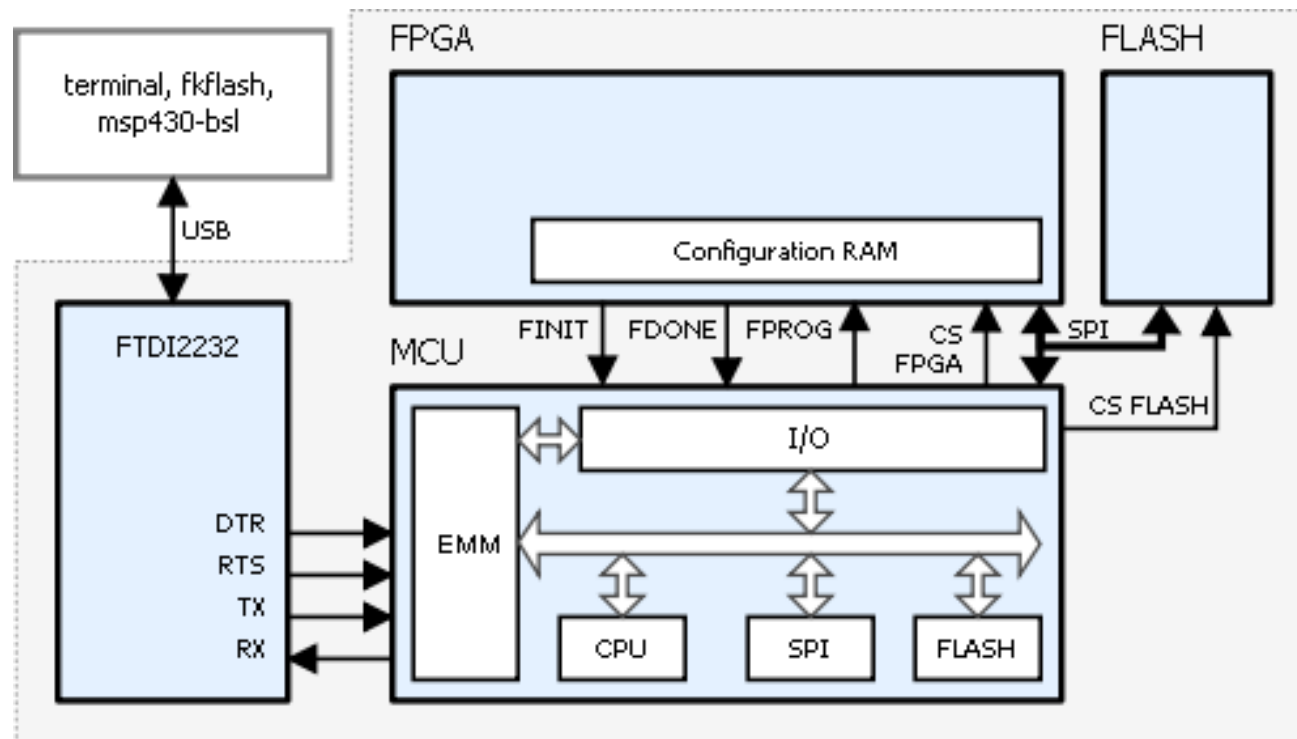 FPGA
FLASH
terminal, fkflash,
msp430-bsl
USB
Configuration RAM
FTDI2232
FINIT
FDONE
FPROG
CS
FPGA
SPI
MCU
CS FLASH
I/O
EMM
DTR
RTS
TX
RX
CPU
SPI
FLASH